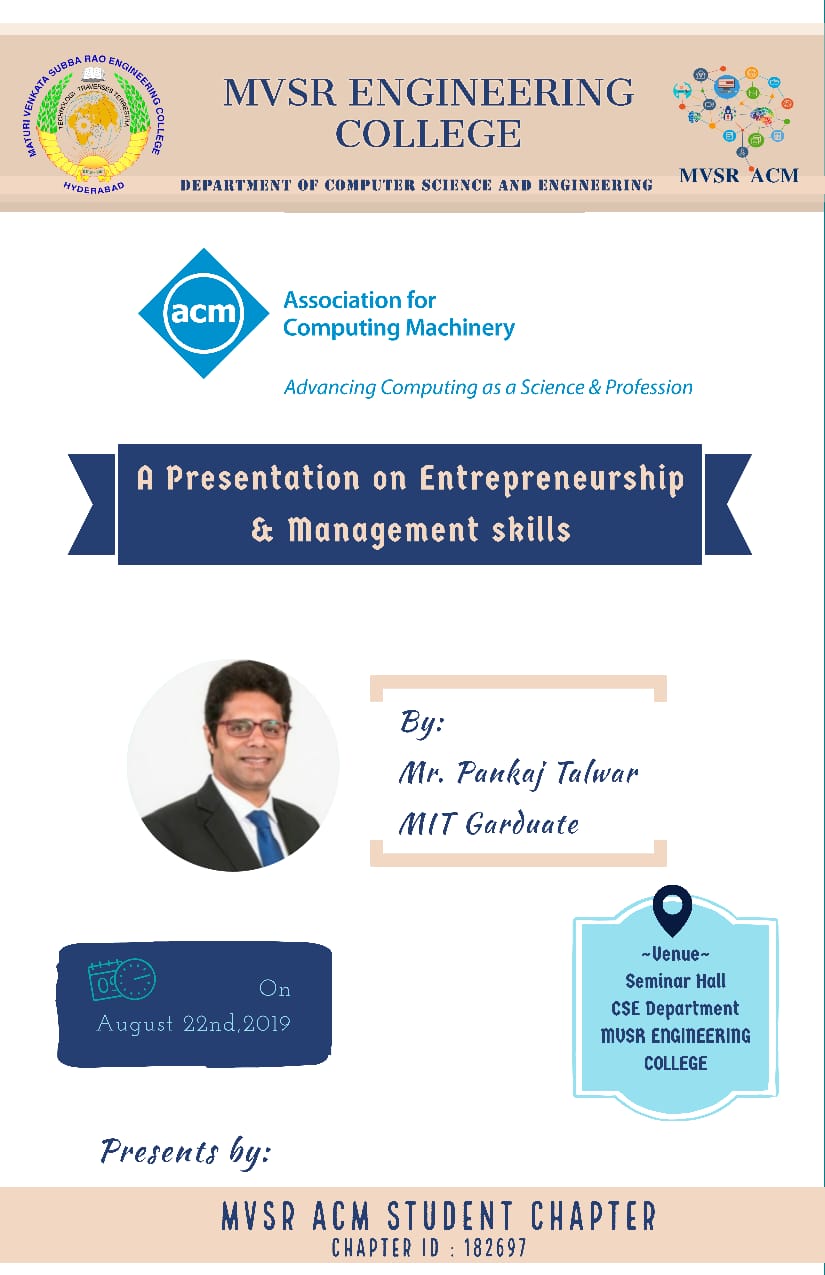 MATURI VENKATA SUBBA RAO ENGINEERING COLLEGE
TECHNOLOGY TRAVERSES TERRESTRIAL
HYDERABAD
MVSR ENGINEERING
COLLEGE
DEPARTMENT OF COMPUTER SCIENCE AND ENGINEERING
MVSR ACM
acm
Association for
Computing Machinery
Advancing Computing as a Science & Profession
A Presentation on Entrepreneurship
& Management skills
By:
Mr. Pankaj Talwar
MIT Garduate
On
August 22nd,2019
~Venue~
Seminar Hall
CSE Department
MVSR ENGINEERING
COLLEGE
Presents by:
MVSR ACM STUDENT CHAPTER
CHAPTER ID : 182697